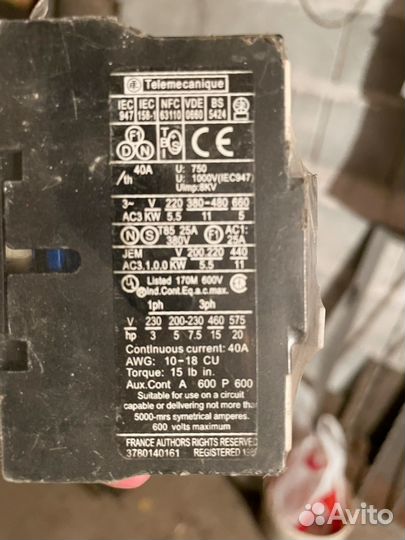 Telemecanique
IEC 947 IEC 158-1 NFC 63110 VDE 0660 BS 5424
F1 D N T B S I CE
40A U: 750
/th U: 1000V(IEC947)
Uimp:8KV
3~ V 220 380-480 660
AC3 KW 5.5 11 5
N S T85 25A 380V F1 AC1: 25A
JEM V 200.220 440
AC3.1.0.0 KW 5.5 11
Listed 170M 600V
Ind.Cont.Eq.a.c.max.
1ph 3ph
V 230 200-230 460 575
hp 3 5 7.5 15 20
Continuous current: 40A
AWG: 10-18 CU
Torque: 15 lb in.
Aux.Cont A 600 P 600
Suitable for use on a circuit
capable or delivering not more than
5000-mrs symetrical amperes.
600 volts maximum
FRANCE AUTHORS RIGHTS RESERVED
3780140161 REGISTERED
Avito